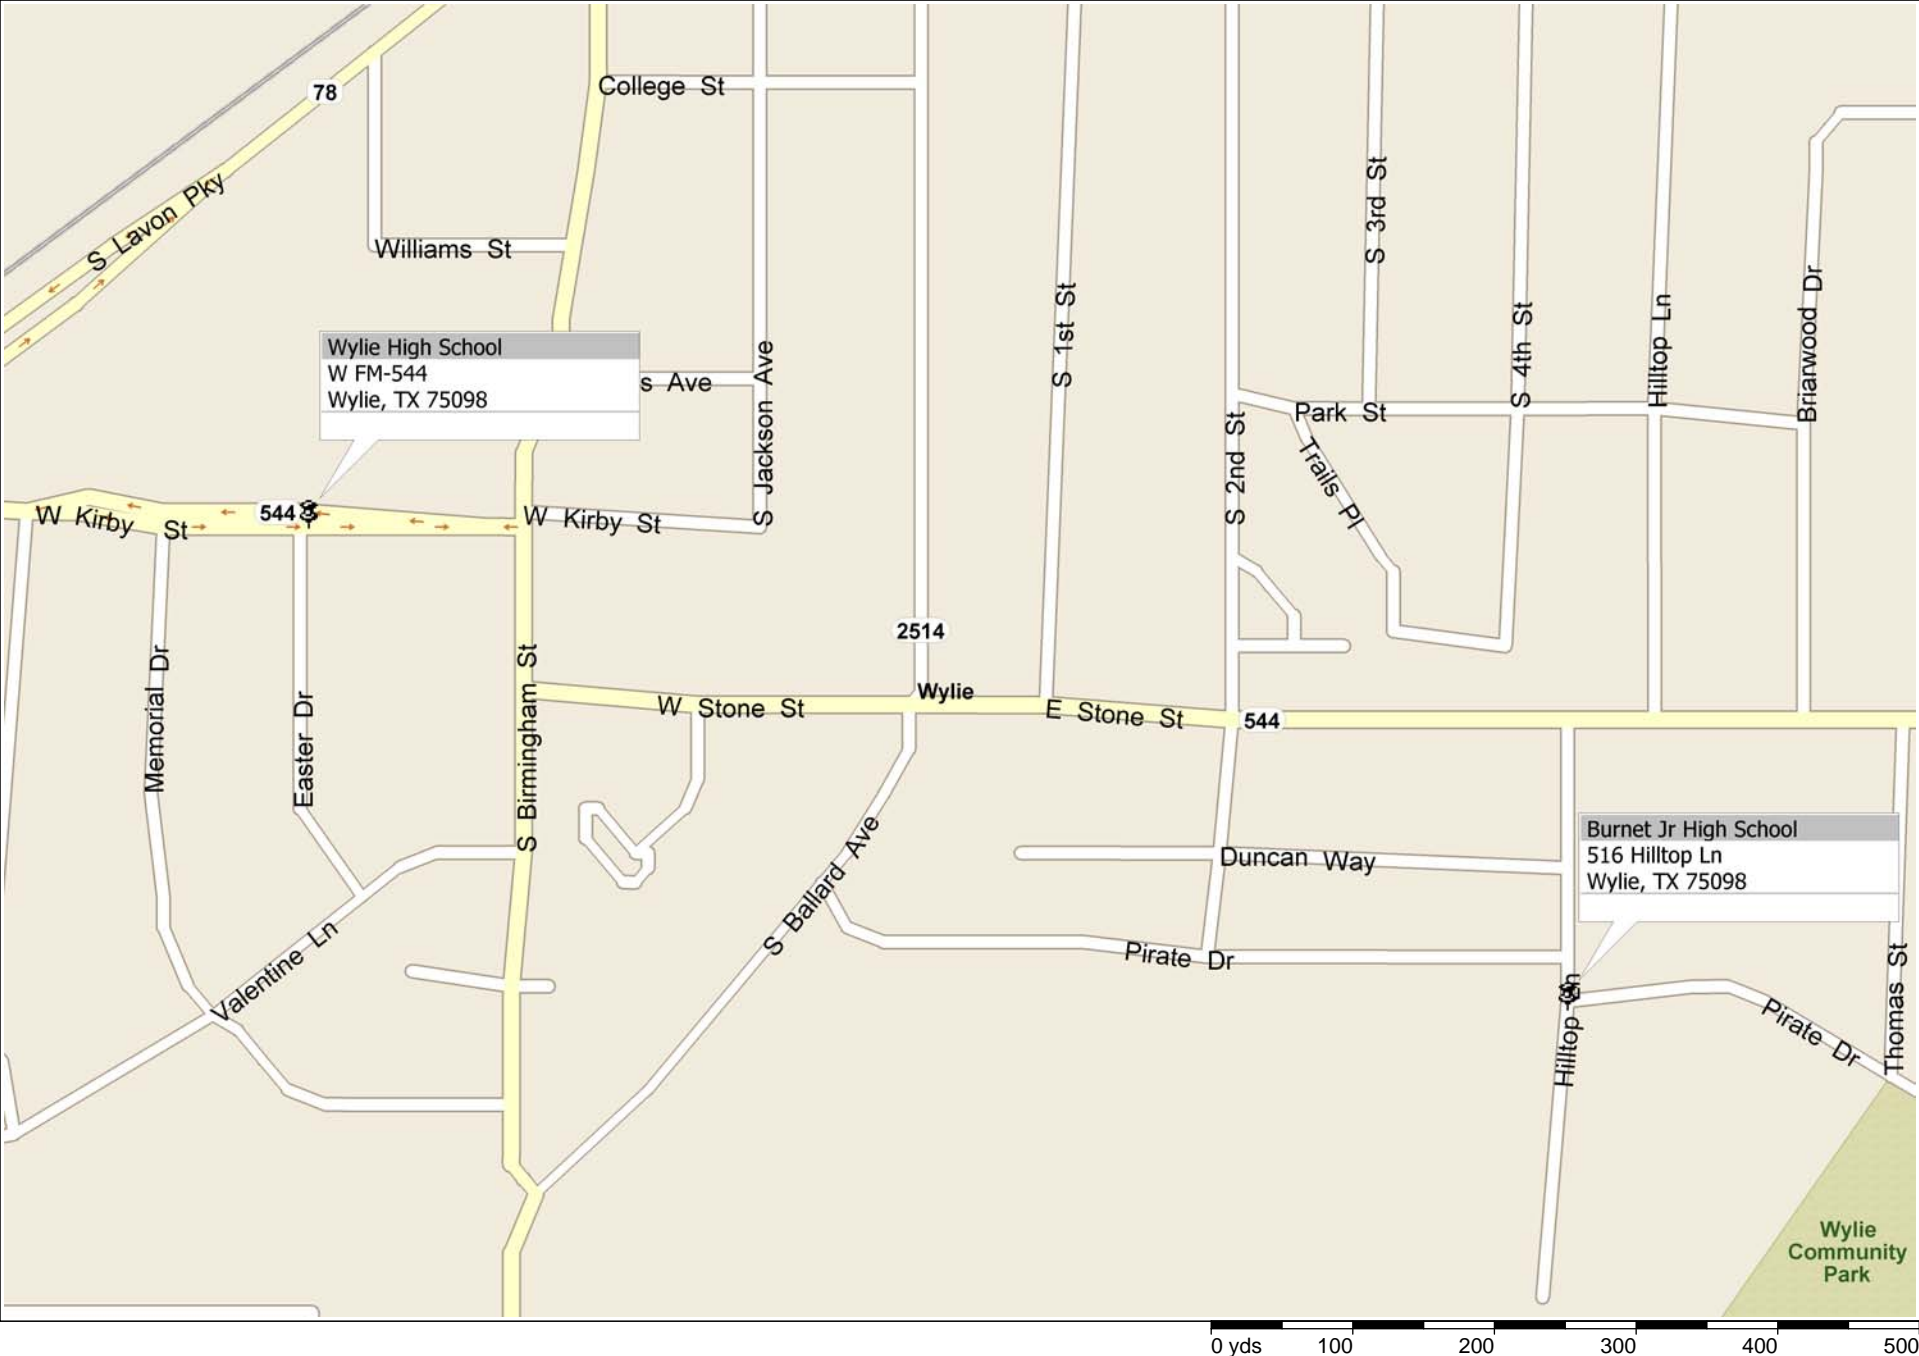 College St
78
S 3rd St
S Lavon Pky
Williams St
Briarwood Dr
S 1st St
Hilltop Ln
S 4th St
Wylie High School
W FM-544
Wylie, TX 75098
s Ave
S Jackson Ave
Park St
S 2nd St
Trails Pl
544
W Kirby St
W Kirby St
2514
Memorial Dr
Easter Dr
S Birmingham St
Wylie
W Stone St
E Stone St
544
Burnet Jr High School
516 Hilltop Ln
Wylie, TX 75098
Duncan Way
S Ballard Ave
Valentine Ln
Pirate Dr
Thomas St
Hilltop Ln
Pirate Dr
Wylie
Community
Park
0 yds 100 200 300 400 500